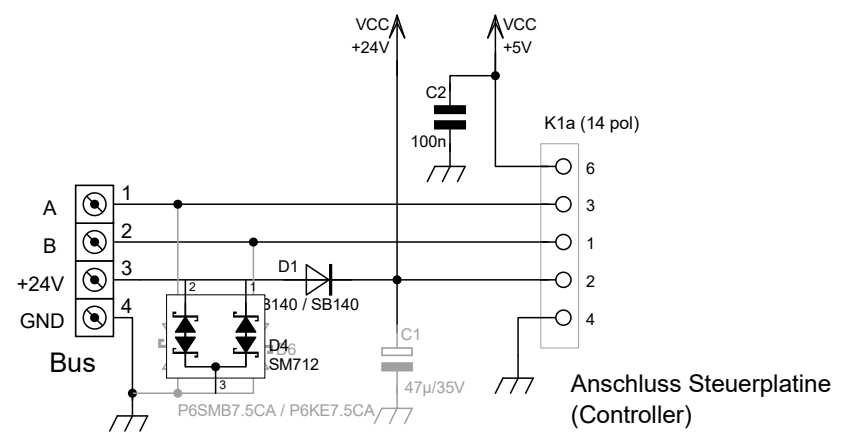 VCC
+24V
VCC
+5V
C2
100n
K1a (14 pol)
6
A
1
3
B
2
1
+24V
3
D1
2
GND
4
2
1
B140 / SB140
4
Bus
D4
D6
SM712
3
C1
47µ/35V
P6SMB7.5CA / P6KE7.5CA
Anschluss Steuerplatine
(Controller)